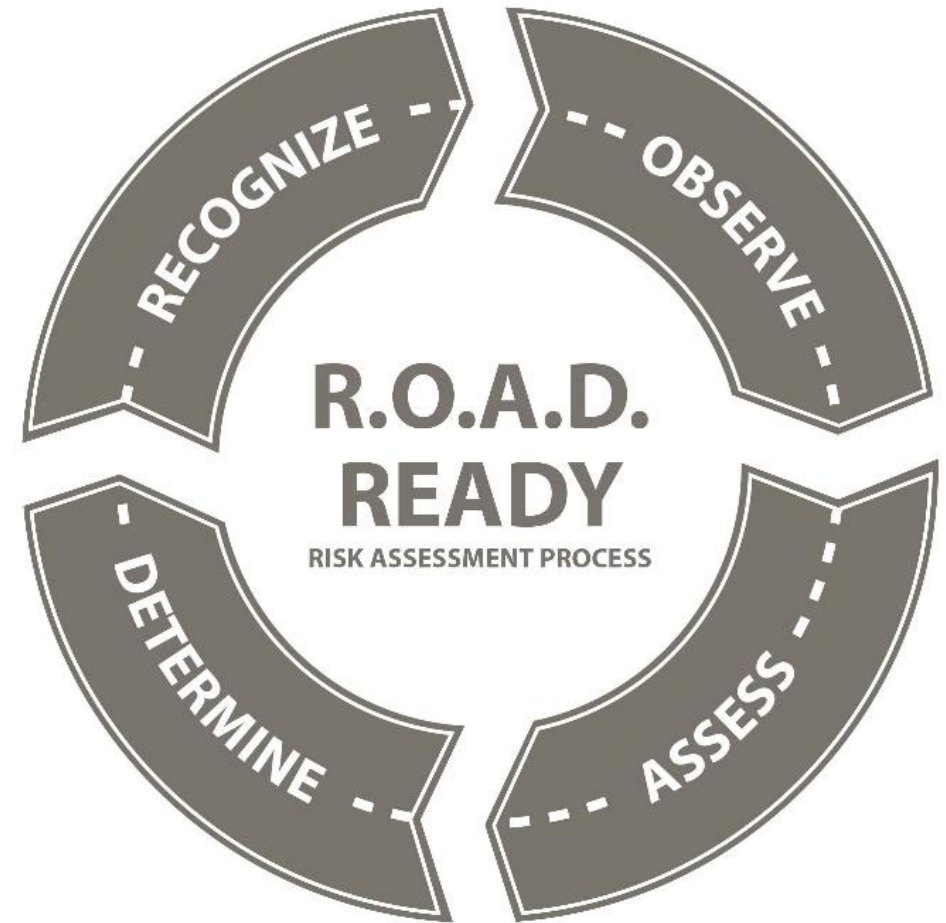 RECOGNIZE
OBSERVE
ASSESS
DETERMINE
R.O.A.D.
READY
RISK ASSESSMENT PROCESS